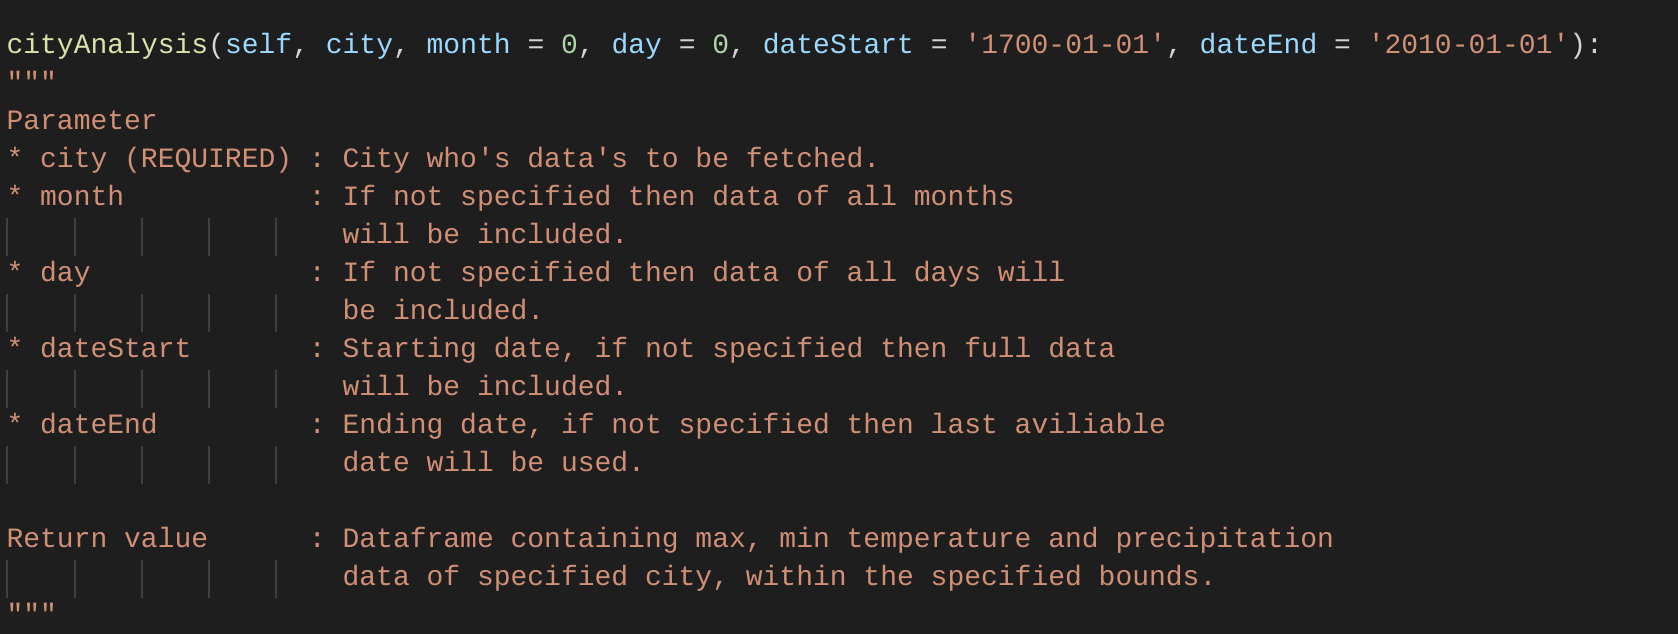 cityAnalysis(self, city, month = 0, day = 0, dateStart = '1700-01-01', dateEnd = '2010-01-01'):
"""
Parameter
* city (REQUIRED) : City who's data's to be fetched.
* month           : If not specified then data of all months
                    will be included.
* day             : If not specified then data of all days will
                    be included.
* dateStart       : Starting date, if not specified then full data
                    will be included.
* dateEnd         : Ending date, if not specified then last aviliable
                    date will be used.

Return value      : Dataframe containing max, min temperature and precipitation
                    data of specified city, within the specified bounds.
"""